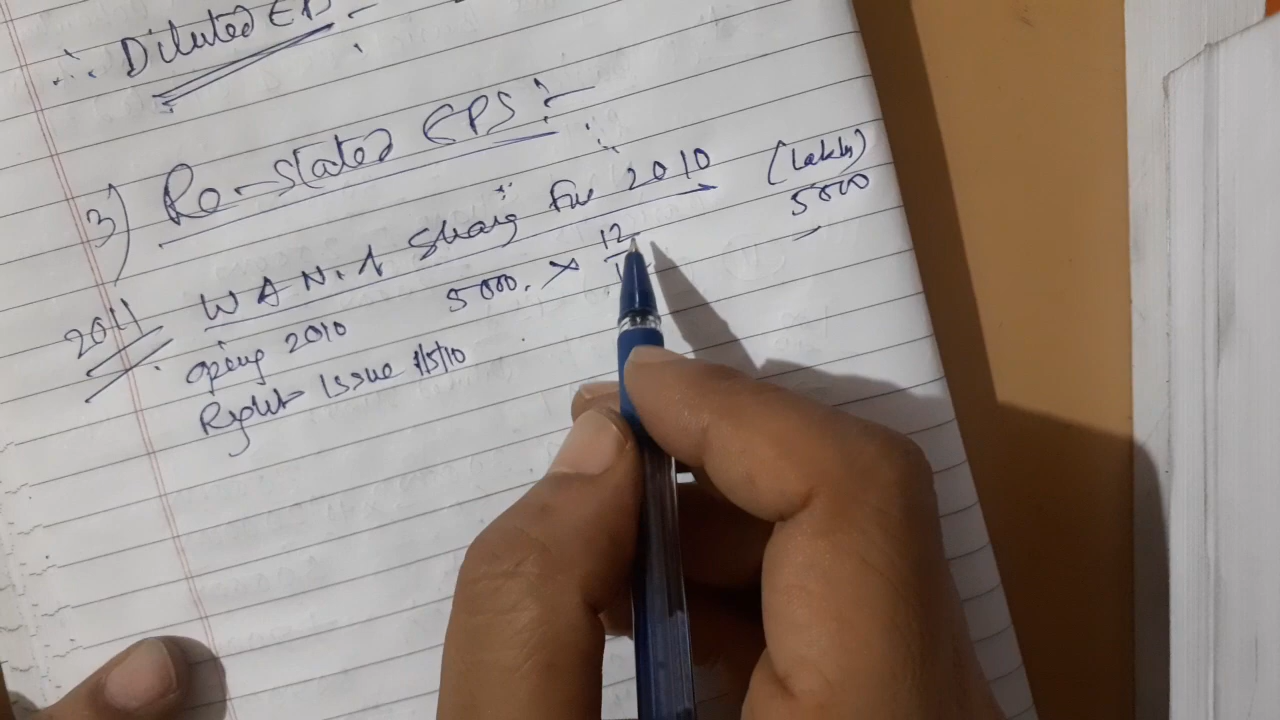 ∴ Diluted EPS :-
3) Re-stated EPS :-
2011 W A N. A Shares for 2010 (lakhs)
opening 2010 5000. × 12/1 5000
Right Issue 1/5/10